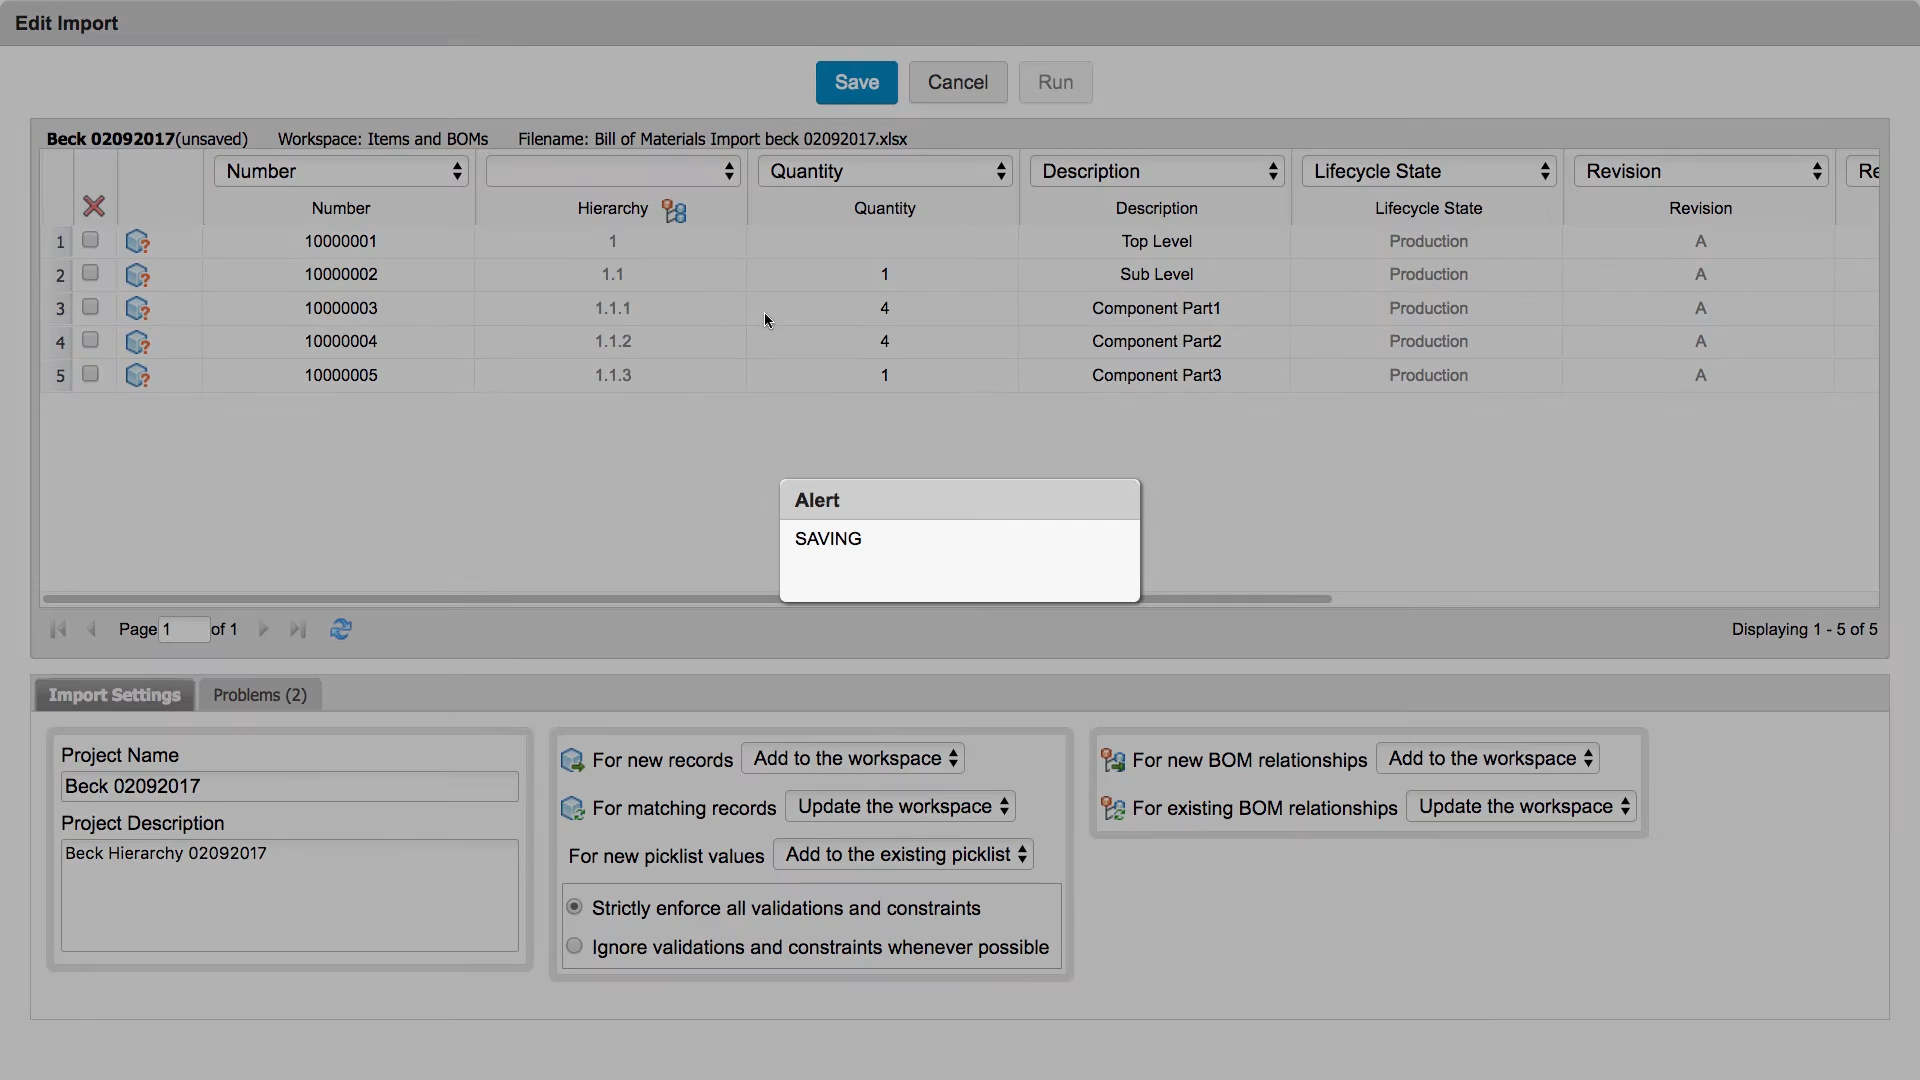 Edit Import
Save Cancel Run
Beck 02092017(unsaved) Workspace: Items and BOMs Filename: Bill of Materials Import beck 02092017.xlsx
Number Quantity Description Lifecycle State Revision Re
Number Hierarchy Quantity Description Lifecycle State Revision
1 10000001 1 Top Level Production A
2 10000002 1.1 1 Sub Level Production A
3 10000003 1.1.1 4 Component Part1 Production A
4 10000004 1.1.2 4 Component Part2 Production A
5 10000005 1.1.3 1 Component Part3 Production A
Alert
SAVING
Page 1 of 1 Displaying 1 - 5 of 5
Import Settings Problems (2)
Project Name
Beck 02092017
Project Description
Beck Hierarchy 02092017
For new records Add to the workspace
For matching records Update the workspace
For new picklist values Add to the existing picklist
Strictly enforce all validations and constraints
Ignore validations and constraints whenever possible
For new BOM relationships Add to the workspace
For existing BOM relationships Update the workspace